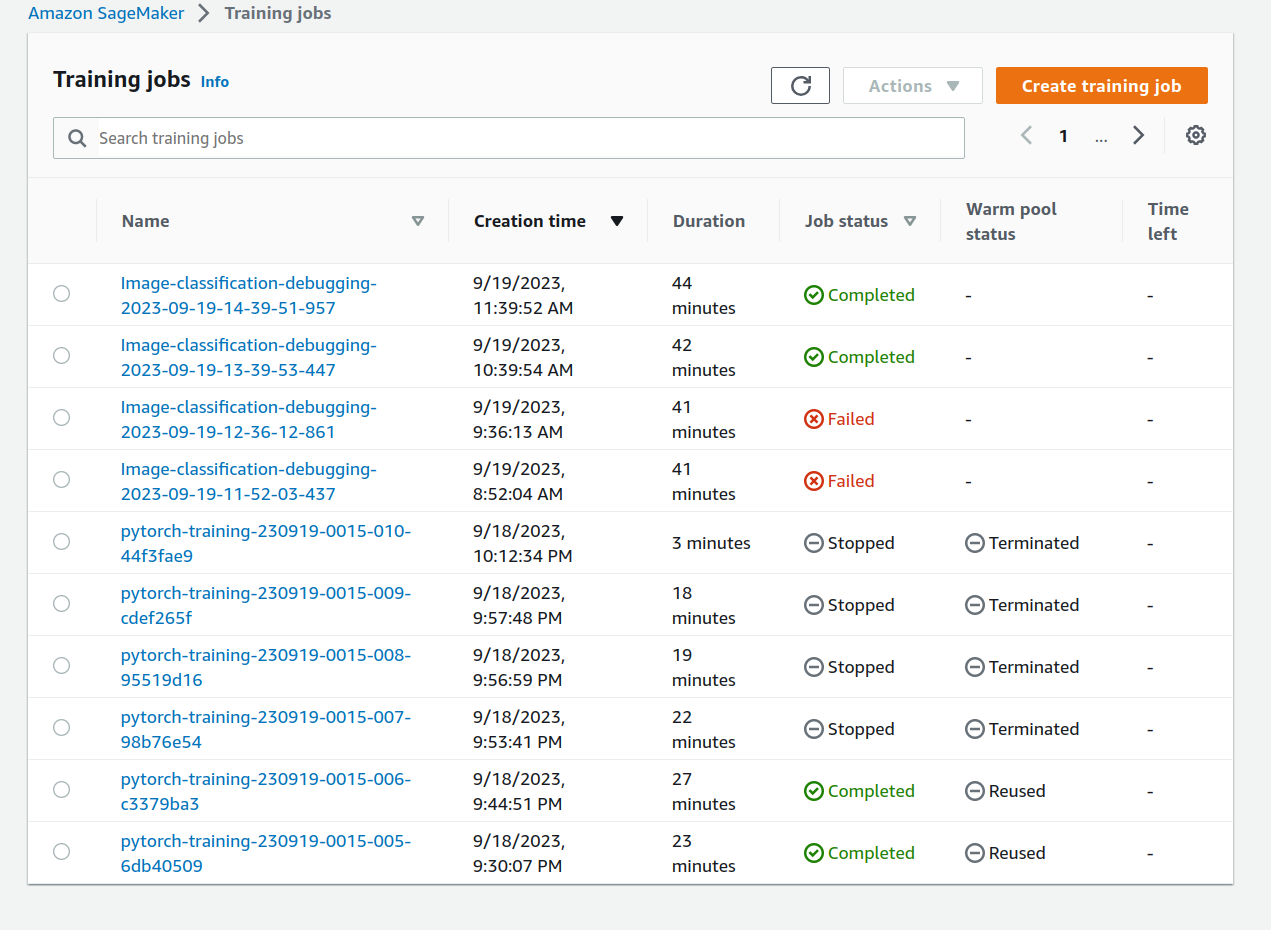 Amazon SageMaker > Training jobs
Training jobs Info
Actions
Create training job
Search training jobs
1 ...
Name
Creation time
Duration
Job status
Warm pool
status
Time
left
Image-classification-debugging-
2023-09-19-14-39-51-957
9/19/2023,
11:39:52 AM
44
minutes
Completed
-
-
Image-classification-debugging-
2023-09-19-13-39-53-447
9/19/2023,
10:39:54 AM
42
minutes
Completed
-
-
Image-classification-debugging-
2023-09-19-12-36-12-861
9/19/2023,
9:36:13 AM
41
minutes
Failed
-
-
Image-classification-debugging-
2023-09-19-11-52-03-437
9/19/2023,
8:52:04 AM
41
minutes
Failed
-
-
pytorch-training-230919-0015-010-
44f3fae9
9/18/2023,
10:12:34 PM
3 minutes
Stopped
Terminated
-
pytorch-training-230919-0015-009-
cdef265f
9/18/2023,
9:57:48 PM
18
minutes
Stopped
Terminated
-
pytorch-training-230919-0015-008-
95519d16
9/18/2023,
9:56:59 PM
19
minutes
Stopped
Terminated
-
pytorch-training-230919-0015-007-
98b76e54
9/18/2023,
9:53:41 PM
22
minutes
Stopped
Terminated
-
pytorch-training-230919-0015-006-
c3379ba3
9/18/2023,
9:44:51 PM
27
minutes
Completed
Reused
-
pytorch-training-230919-0015-005-
6db40509
9/18/2023,
9:30:07 PM
23
minutes
Completed
Reused
-